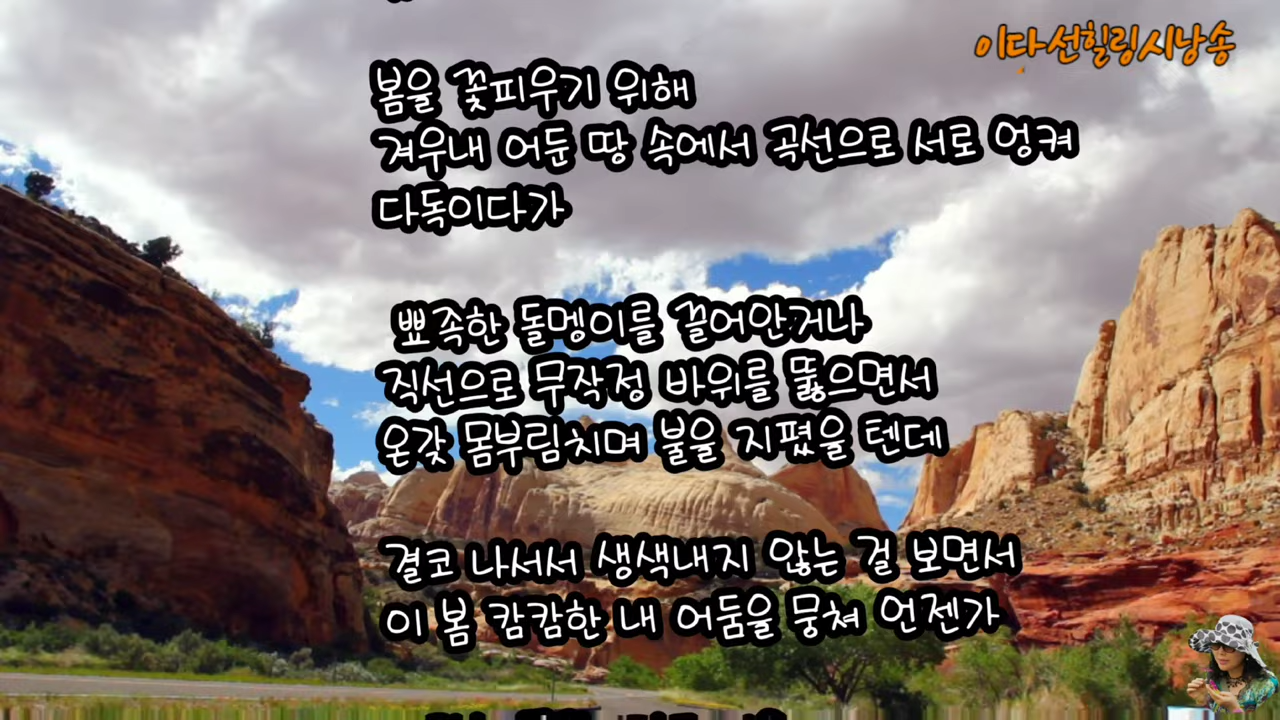 이다선힐링시낭송
봄을 꽃피우기 위해
겨우내 어둔 땅 속에서 곡선으로 서로 엉켜
다독이다가
뾰족한 돌멩이를 끌어안거나
직선으로 무작정 바위를 뚫으면서
온갖 몸부림치며 불을 지폈을 텐데
결코 나서서 생색내지 않는 걸 보면서
이 봄 캄캄한 내 어둠을 뭉쳐 언젠가